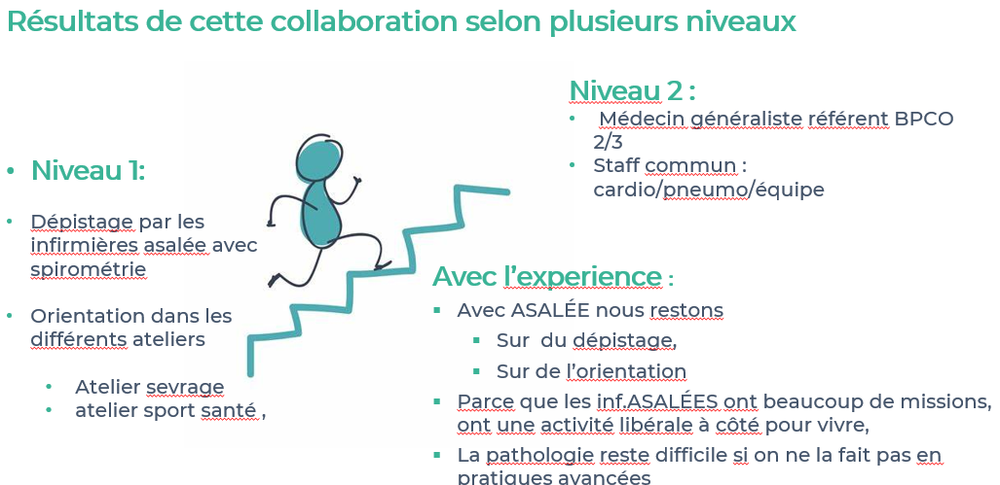 Résultats de cette collaboration selon plusieurs niveaux
• Niveau 1:
• Dépistage par les
infirmières asalée avec
spirométrie
• Orientation dans les
différents ateliers
• Atelier sevrage
• atelier sport santé ,
Niveau 2 :
• Médecin généraliste référent BPCO
2/3
• Staff commun :
cardio/pneumo/équipe
Avec l’experience :
▪ Avec ASALÉE nous restons
▪ Sur du dépistage,
▪ Sur de l’orientation
▪ Parce que les inf.ASALÉES ont beaucoup de missions,
ont une activité libérale à côté pour vivre,
▪ La pathologie reste difficile si on ne la fait pas en
pratiques avancées